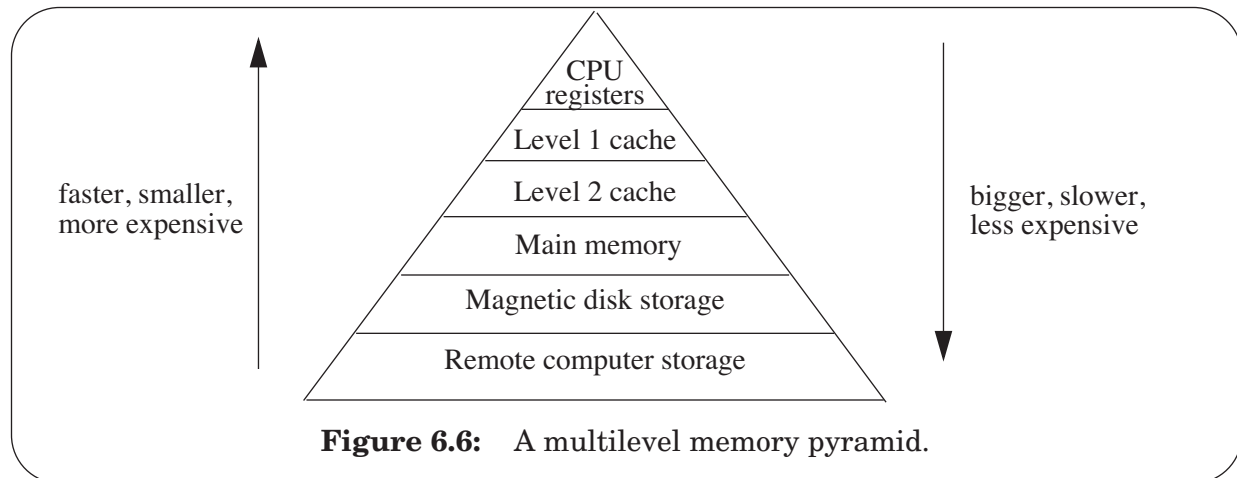 CPU
registers
Level 1 cache
Level 2 cache
Main memory
Magnetic disk storage
Remote computer storage
faster, smaller,
more expensive
bigger, slower,
less expensive
Figure 6.6: A multilevel memory pyramid.